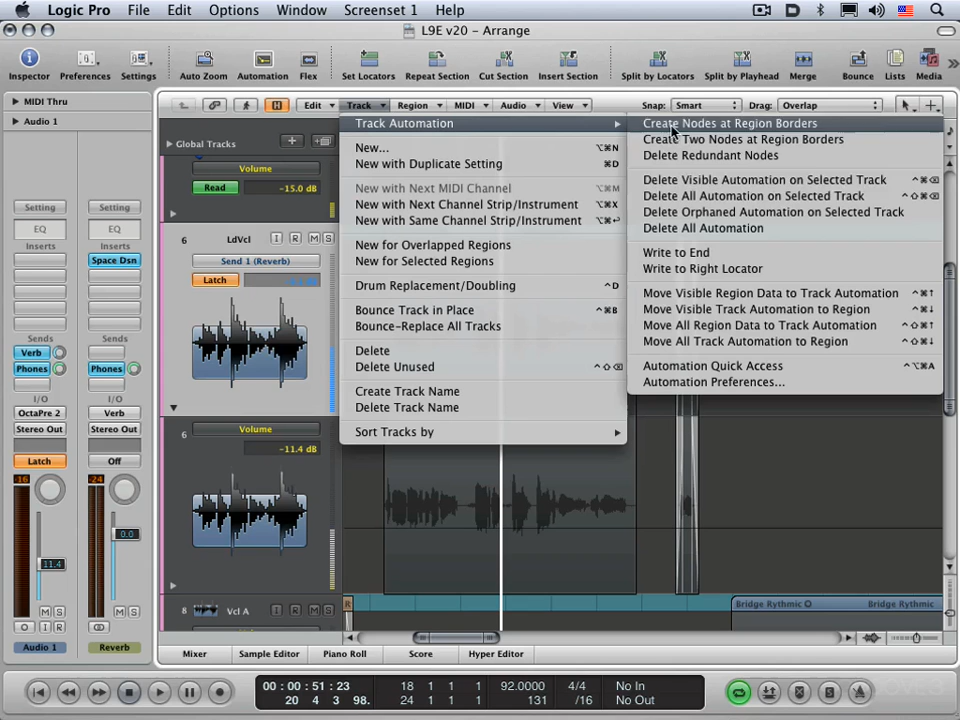 Logic Pro File Edit Options Window Screenset 1 Help
L9E v20 – Arrange
Inspector Preferences Settings Auto Zoom Automation Flex Set Locators Repeat Section Cut Section Insert Section Split by Locators Split by Playhead Merge Bounce Lists Media
MIDI Thru
Audio 1
Edit Track Region MIDI Audio View Snap: Smart Drag: Overlap
Global Tracks
Volume
Read -15.0 dB
6 LdVcl I R M S
Send 1 (Reverb)
Latch
6 Volume
-11.4 dB
8 Vcl A I R M S
Track Automation
New... ⌥⌘N
New with Duplicate Setting ⌘D
New with Next MIDI Channel ⌥⌘M
New with Next Channel Strip/Instrument ⌥⌘X
New with Same Channel Strip/Instrument ⌥⌘↩
New for Overlapped Regions
New for Selected Regions
Drum Replacement/Doubling ^D
Bounce Track in Place ^⌘B
Bounce-Replace All Tracks
Delete
Delete Unused ^⇧⌫
Create Track Name
Delete Track Name
Sort Tracks by
Create Nodes at Region Borders
Create Two Nodes at Region Borders
Delete Redundant Nodes
Delete Visible Automation on Selected Track ^⌘⌫
Delete All Automation on Selected Track ^⇧⌘⌫
Delete Orphaned Automation on Selected Track
Delete All Automation
Write to End
Write to Right Locator
Move Visible Region Data to Track Automation ^⌘↑
Move Visible Track Automation to Region ^⌘↓
Move All Region Data to Track Automation ^⇧⌘↑
Move All Track Automation to Region ^⇧⌘↓
Automation Quick Access ^⌥⌘A
Automation Preferences...
Setting Setting
EQ EQ
Inserts Inserts
Space Dsn
Sends Sends
Verb
Phones Phones
I/O I/O
OctaPre 2 Verb
Stereo Out Stereo Out
Latch Off
-16 -24
11.4 0.0
M S M S
I R
Audio 1 Reverb
R Bridge Rythmic Bridge Rythmic
Mixer Sample Editor Piano Roll Score Hyper Editor
00 : 00 : 51 : 23 18 1 1 1 92.0000 4/4 No In
20 4 3 98. 24 1 1 1 131 /16 No Out